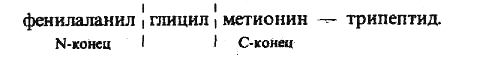 фенилаланил ¦ глицил ¦ метионин — трипептид.
N-конец ¦ ¦ C-конец